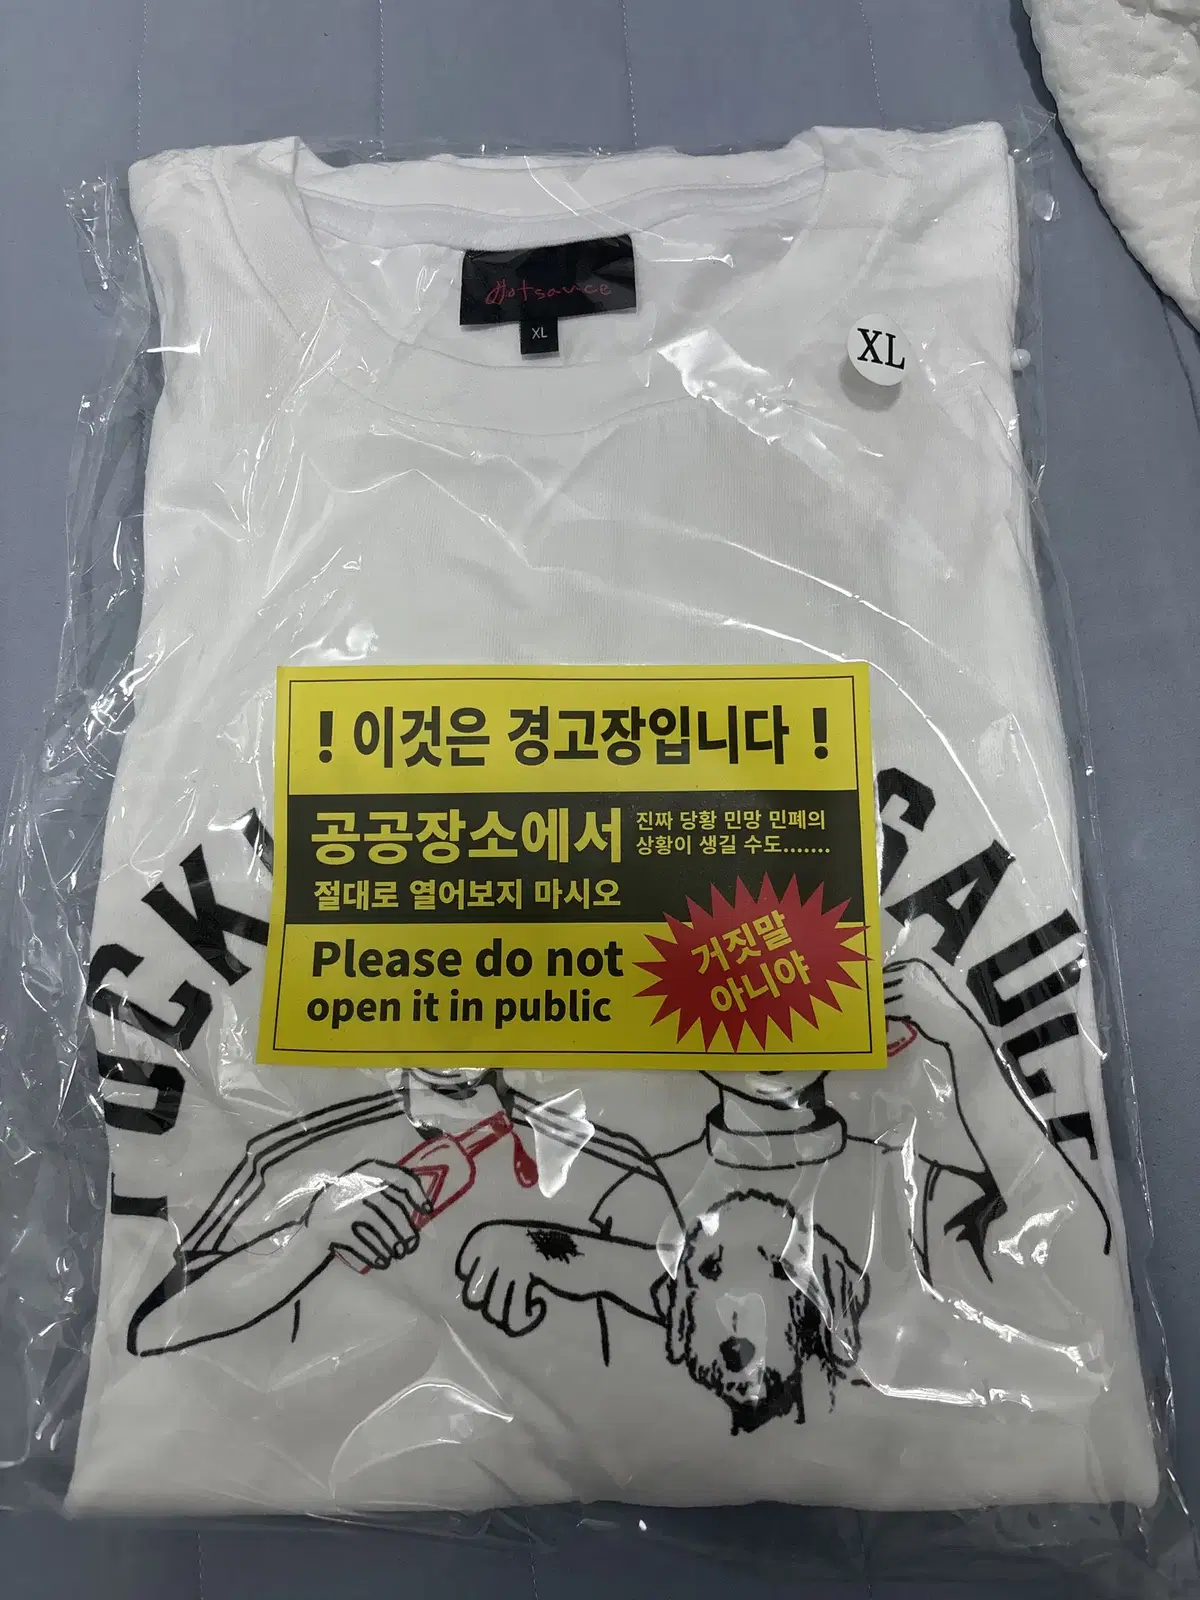 Hotsauce
XL
XL
! 이것은 경고장입니다 !
공공장소에서
진짜 당황 민망 민폐의
상황이 생길 수도.......
절대로 열어보지 마시오
Please do not
open it in public
거짓말
아니야